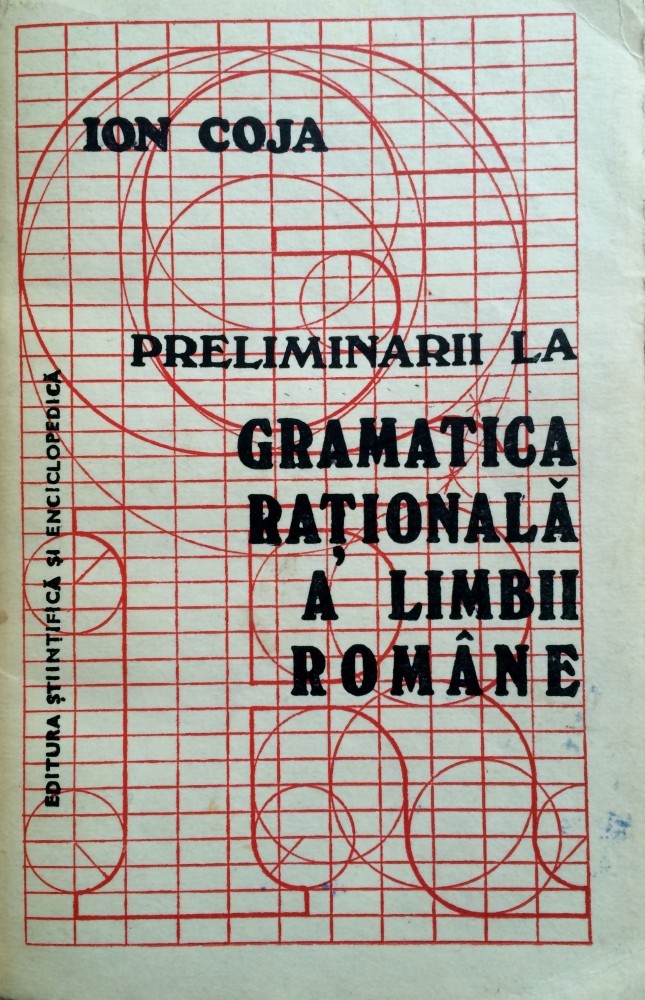 ION COJA
PRELIMINARII LA
GRAMATICA
RAȚIONALĂ
A LIMBII
ROMÂNE
EDITURA ȘTIINȚIFICĂ ȘI ENCICLOPEDICĂ